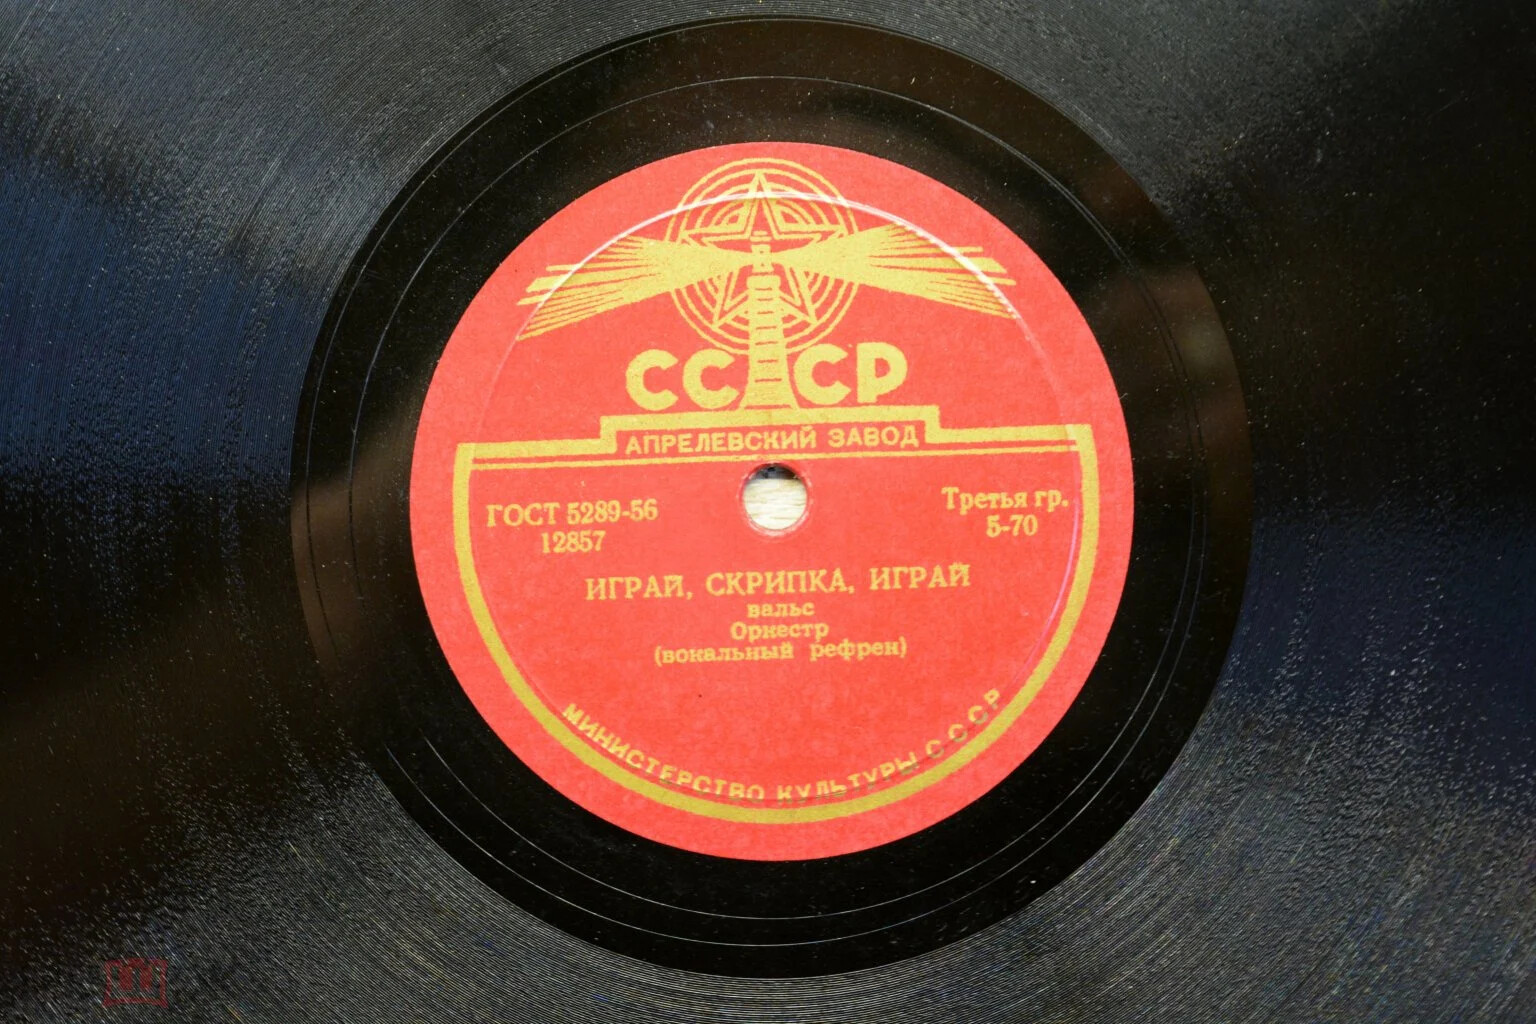 СССР
АПРЕЛЕВСКИЙ ЗАВОД
ГОСТ 5289-56
12857
Третья гр.
5-70
ИГРАЙ, СКРИПКА, ИГРАЙ
вальс
Оркестр
(вокальный рефрен)
МИНИСТЕРСТВО КУЛЬТУРЫ СССР